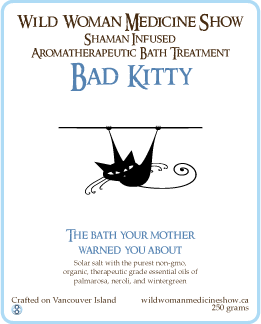 Wild Woman Medicine Show
Shaman Infused
Aromatherapeutic Bath Treatment
Bad Kitty
The bath your mother
warned you about
Solar salt with the purest non-gmo,
organic, therapeutic grade essential oils of
palmarosa, neroli, and wintergreen
Crafted on Vancouver Island wildwomanmedicineshow.ca
250 grams